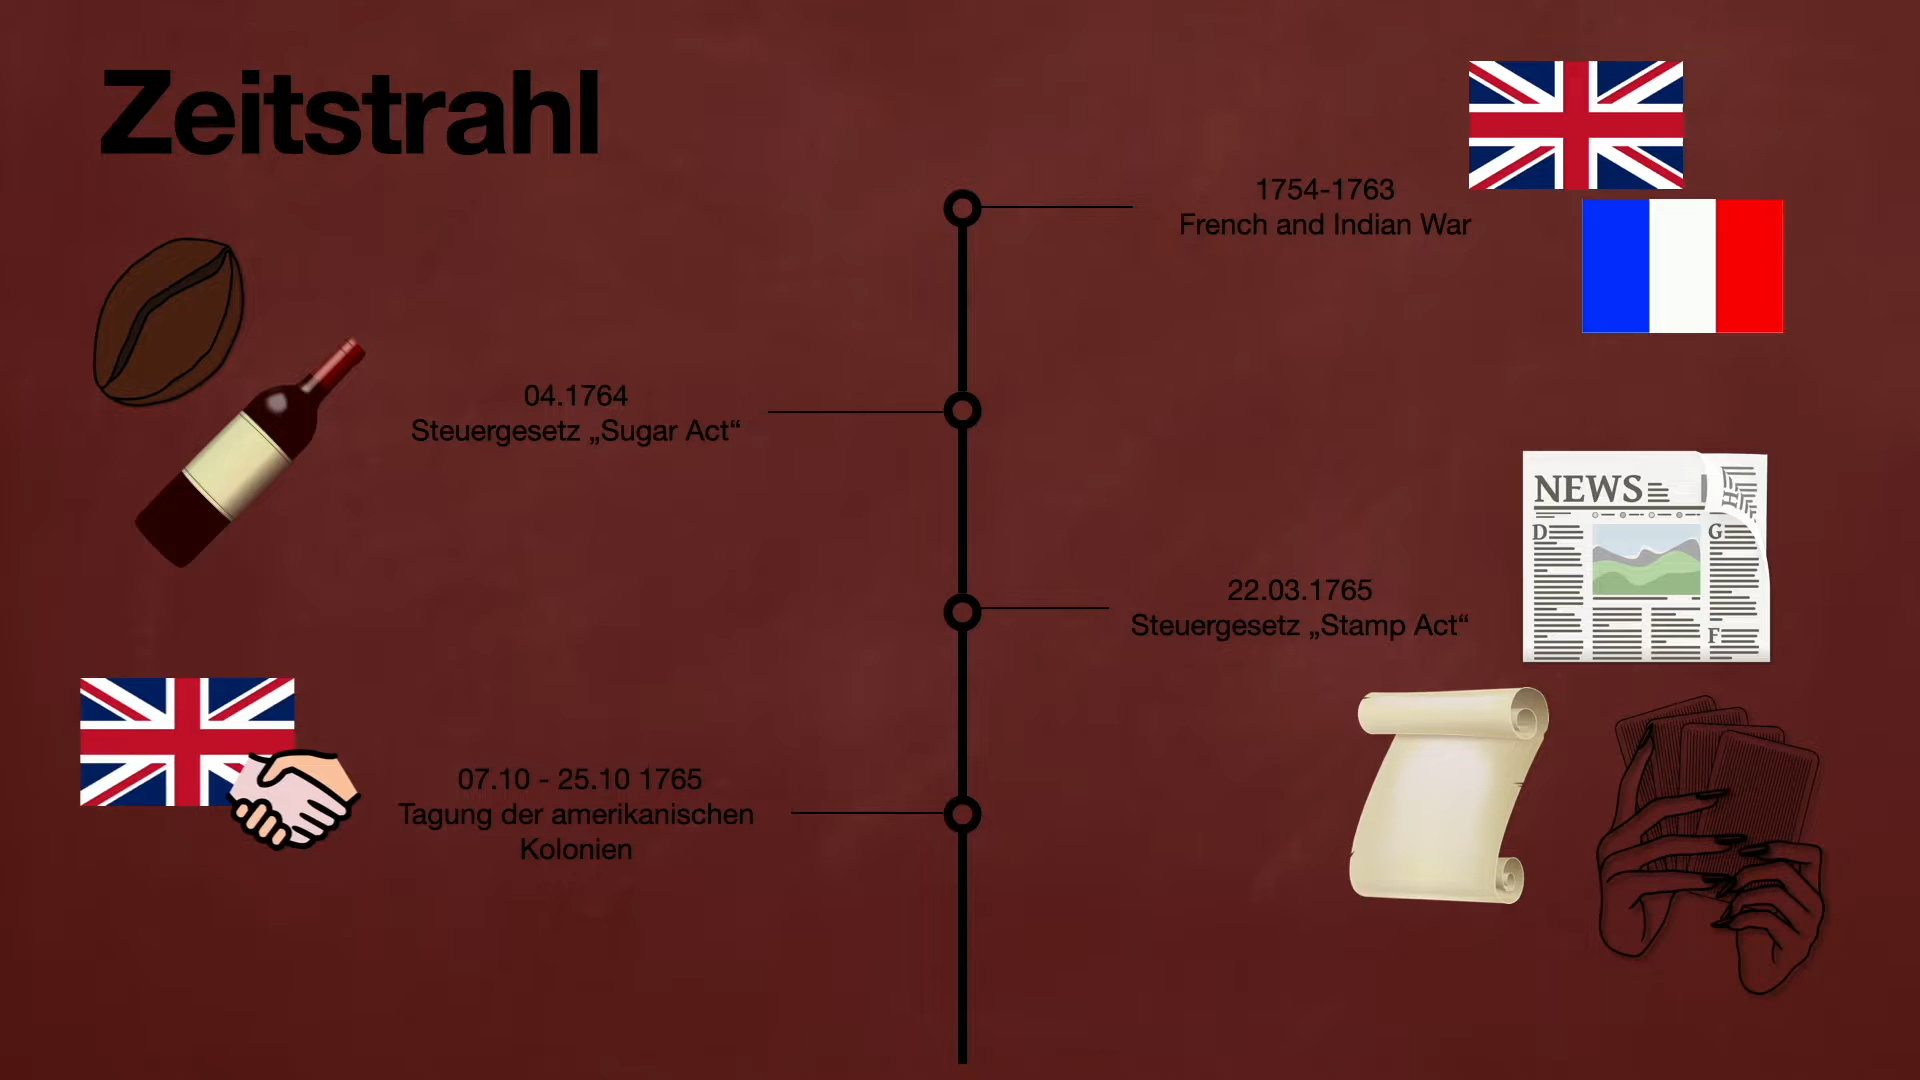 Zeitstrahl
1754-1763
French and Indian War
04.1764
Steuergesetz „Sugar Act“
22.03.1765
Steuergesetz „Stamp Act“
NEWS
H
D
G
F
07.10 - 25.10 1765
Tagung der amerikanischen
Kolonien